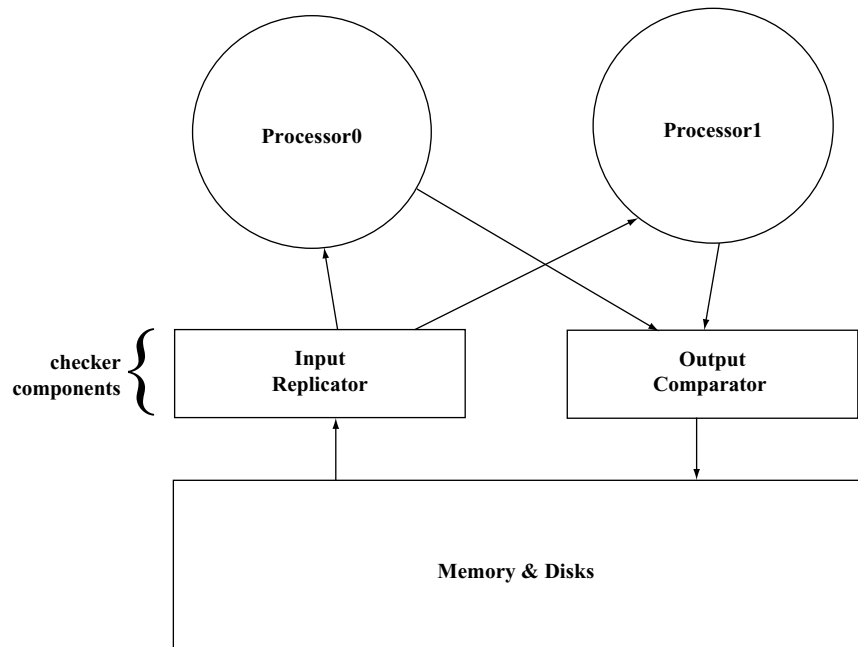 Processor0
Processor1
checker
components
Input
Replicator
Output
Comparator
Memory & Disks